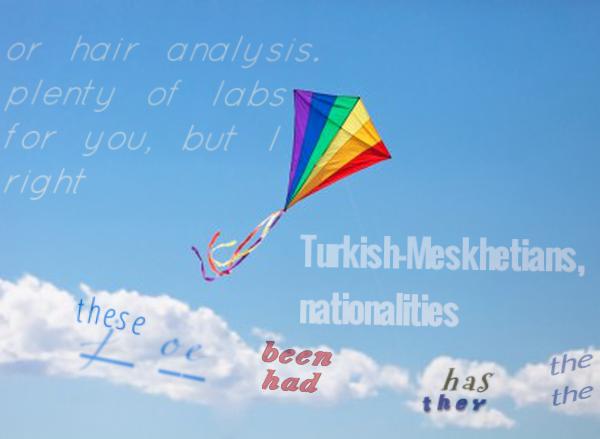 or hair analysis.
plenty of labs
for you, but I
right
Turkish-Meskhetians,
nationalities
these
been
had
has
they
the
the